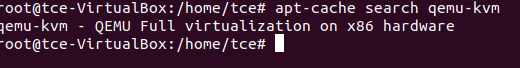 root@tce-VirtualBox:/home/tce# apt-cache search qemu-kvm
qemu-kvm - QEMU Full virtualization on x86 hardware
root@tce-VirtualBox:/home/tce#